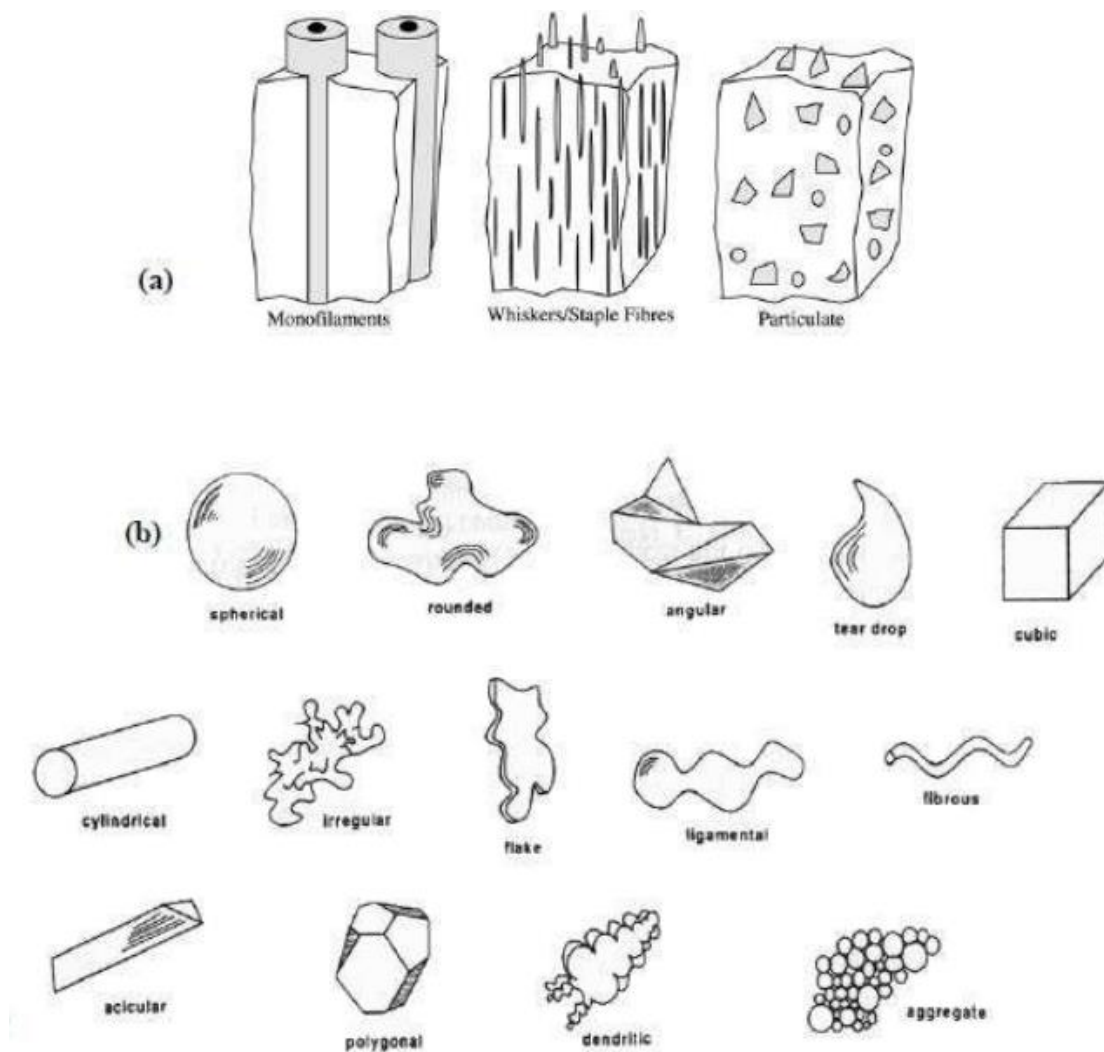 (a)
Monofilaments
Whiskers/Staple Fibres
Particulate
(b)
spherical
rounded
angular
tear drop
cubic
cylindrical
irregular
flake
ligamental
fibrous
acicular
polygonal
dendritic
aggregate